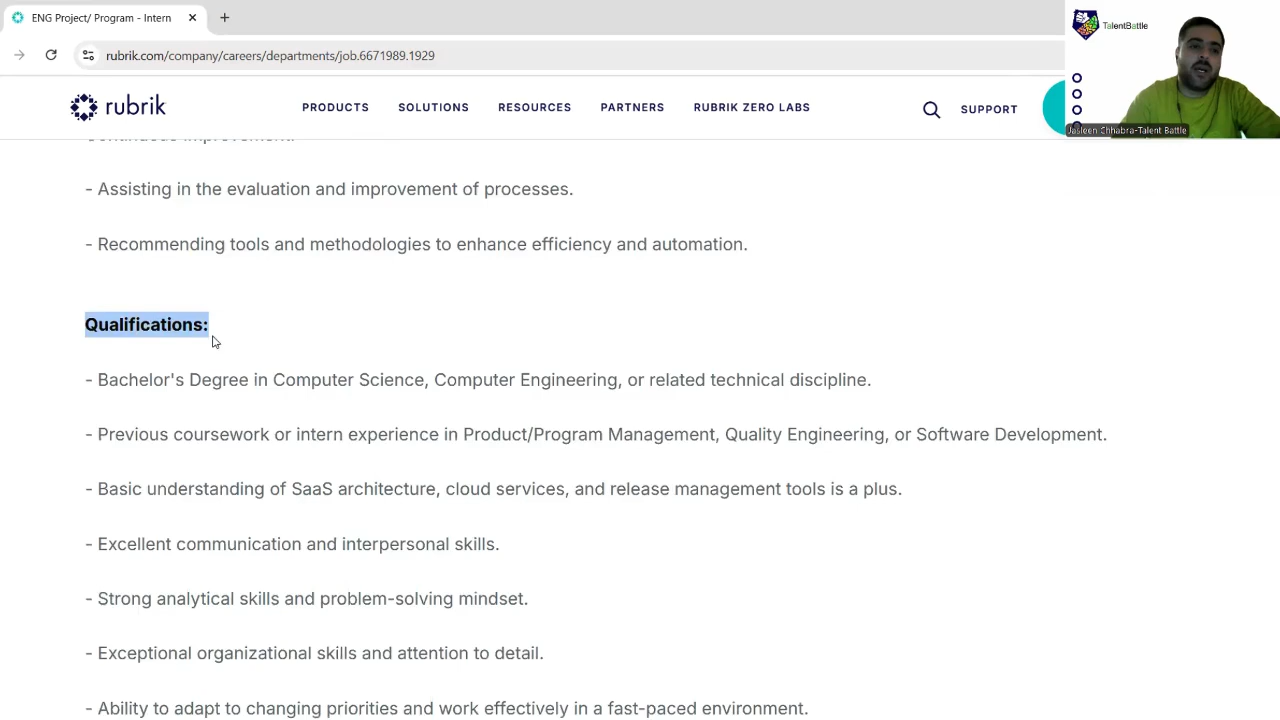 ENG Project/ Program - Intern
rubrik.com/company/careers/departments/job.6671989.1929
TalentBattle
rubrik
PRODUCTS
SOLUTIONS
RESOURCES
PARTNERS
RUBRIK ZERO LABS
SUPPORT
Jasleen Chhabra-Talent Battle
Continuous improvement.
- Assisting in the evaluation and improvement of processes.
- Recommending tools and methodologies to enhance efficiency and automation.
Qualifications:
- Bachelor's Degree in Computer Science, Computer Engineering, or related technical discipline.
- Previous coursework or intern experience in Product/Program Management, Quality Engineering, or Software Development.
- Basic understanding of SaaS architecture, cloud services, and release management tools is a plus.
- Excellent communication and interpersonal skills.
- Strong analytical skills and problem-solving mindset.
- Exceptional organizational skills and attention to detail.
- Ability to adapt to changing priorities and work effectively in a fast-paced environment.